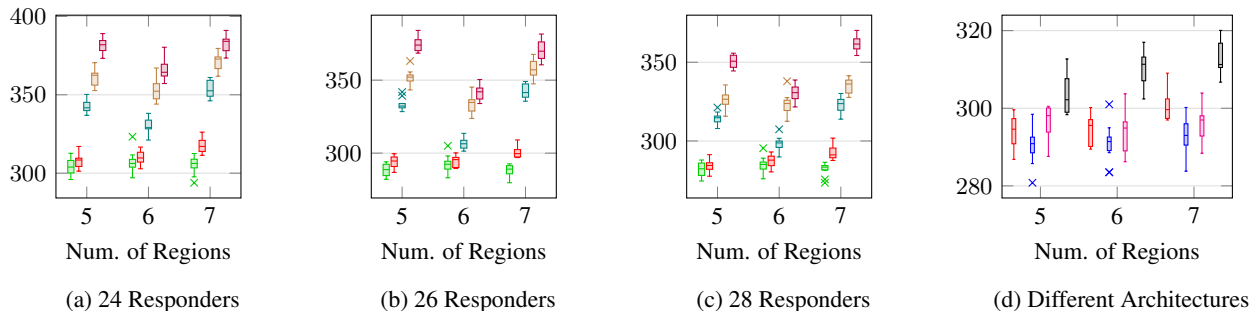 400
350
300
5 6 7
Num. of Regions
(a) 24 Responders
350
300
5 6 7
Num. of Regions
(b) 26 Responders
350
300
5 6 7
Num. of Regions
(c) 28 Responders
320
300
280
5 6 7
Num. of Regions
(d) Different Architectures